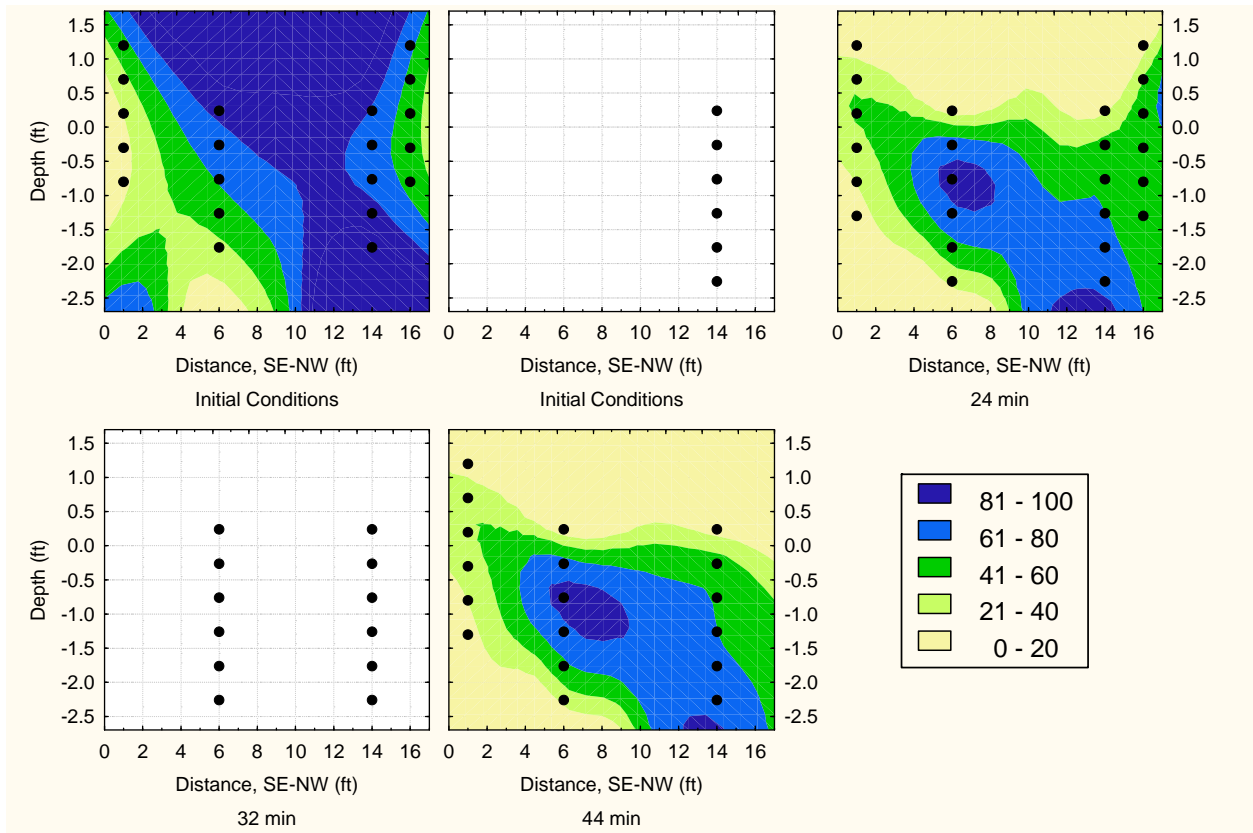 1.5
1.0
0.5
0.0
-0.5
-1.0
-1.5
-2.0
-2.5
Depth (ft)
0 2 4 6 8 10 12 14 16
Distance, SE-NW (ft)
Initial Conditions
0 2 4 6 8 10 12 14 16
Distance, SE-NW (ft)
Initial Conditions
1.5
1.0
0.5
0.0
-0.5
-1.0
-1.5
-2.0
-2.5
0 2 4 6 8 10 12 14 16
Distance, SE-NW (ft)
24 min
1.5
1.0
0.5
0.0
-0.5
-1.0
-1.5
-2.0
-2.5
Depth (ft)
0 2 4 6 8 10 12 14 16
Distance, SE-NW (ft)
32 min
1.5
1.0
0.5
0.0
-0.5
-1.0
-1.5
-2.0
-2.5
0 2 4 6 8 10 12 14 16
Distance, SE-NW (ft)
44 min
81 - 100
61 - 80
41 - 60
21 - 40
0 - 20